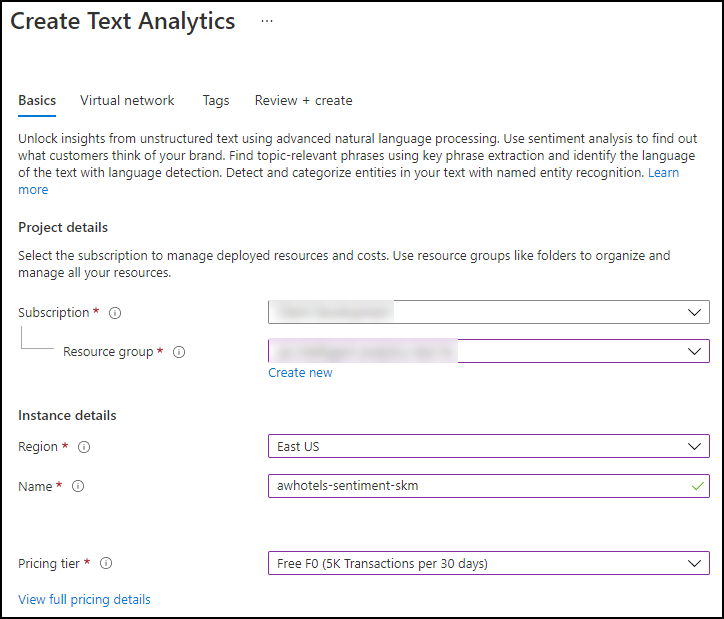 Create Text Analytics ...
Basics Virtual network Tags Review + create
Unlock insights from unstructured text using advanced natural language processing. Use sentiment analysis to find out
what customers think of your brand. Find topic-relevant phrases using key phrase extraction and identify the language
of the text with language detection. Detect and categorize entities in your text with named entity recognition. Learn
more
Project details
Select the subscription to manage deployed resources and costs. Use resource groups like folders to organize and
manage all your resources.
Subscription *
Resource group *
Create new
Instance details
Region * East US
Name * awhotels-sentiment-skm
Pricing tier * Free F0 (5K Transactions per 30 days)
View full pricing details